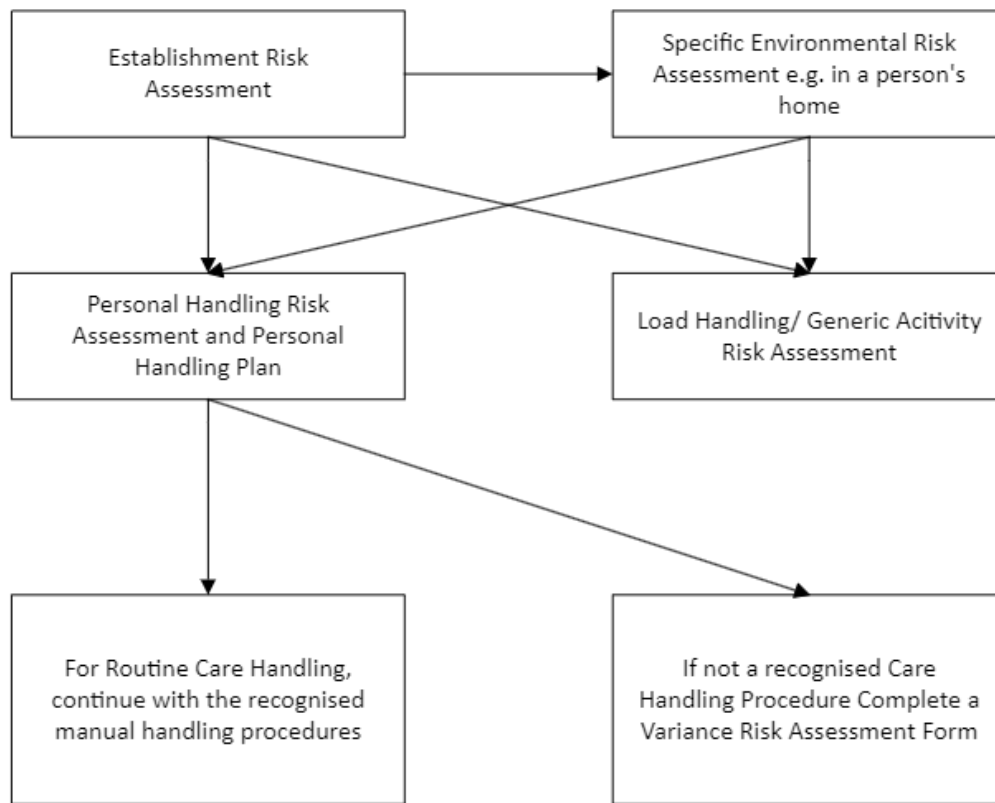 Establishment Risk
Assessment
Specific Environmental Risk
Assessment e.g. in a person's
home
Personal Handling Risk
Assessment and Personal
Handling Plan
Load Handling/ Generic Acitivity
Risk Assessment
For Routine Care Handling,
continue with the recognised
manual handling procedures
If not a recognised Care
Handling Procedure Complete a
Variance Risk Assessment Form